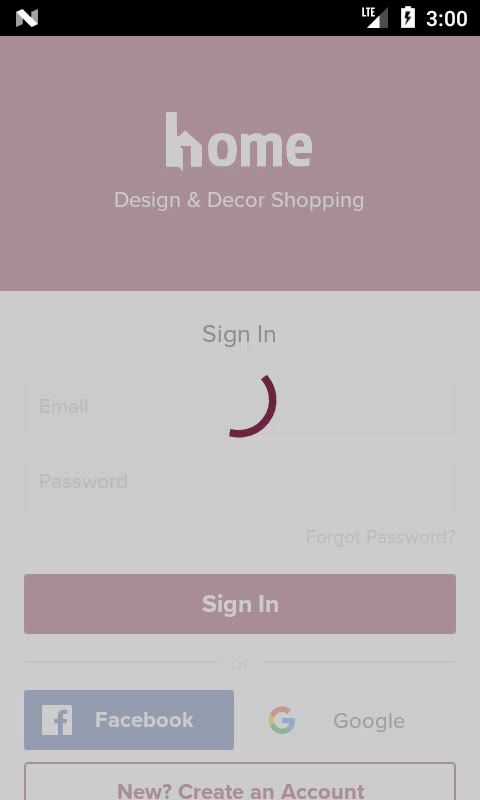 LTE 3:00
home
Design & Decor Shopping
Sign In
Email
Password
Forgot Password?
Sign In
or
Facebook
Google
New? Create an Account